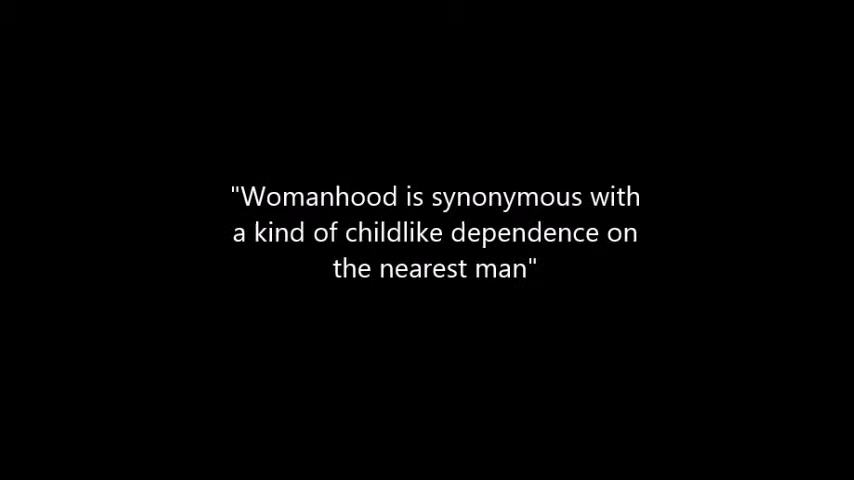 "Womanhood is synonymous with
a kind of childlike dependence on
the nearest man"